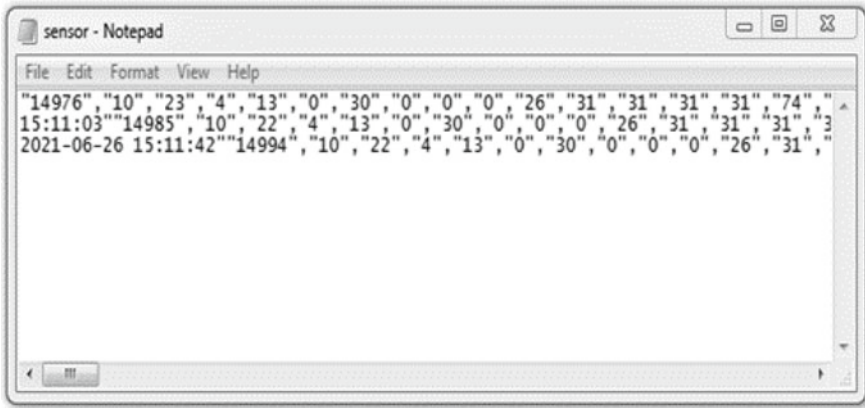 sensor - Notepad
File Edit Format View Help
"14976","10","23","4","13","0","30","0","0","0","26","31","31","31","31","74","
15:11:03""14985","10","22","4","13","0","30","0","0","0","26","31","31","31","3
2021-06-26 15:11:42""14994","10","22","4","13","0","30","0","0","0","26","31","